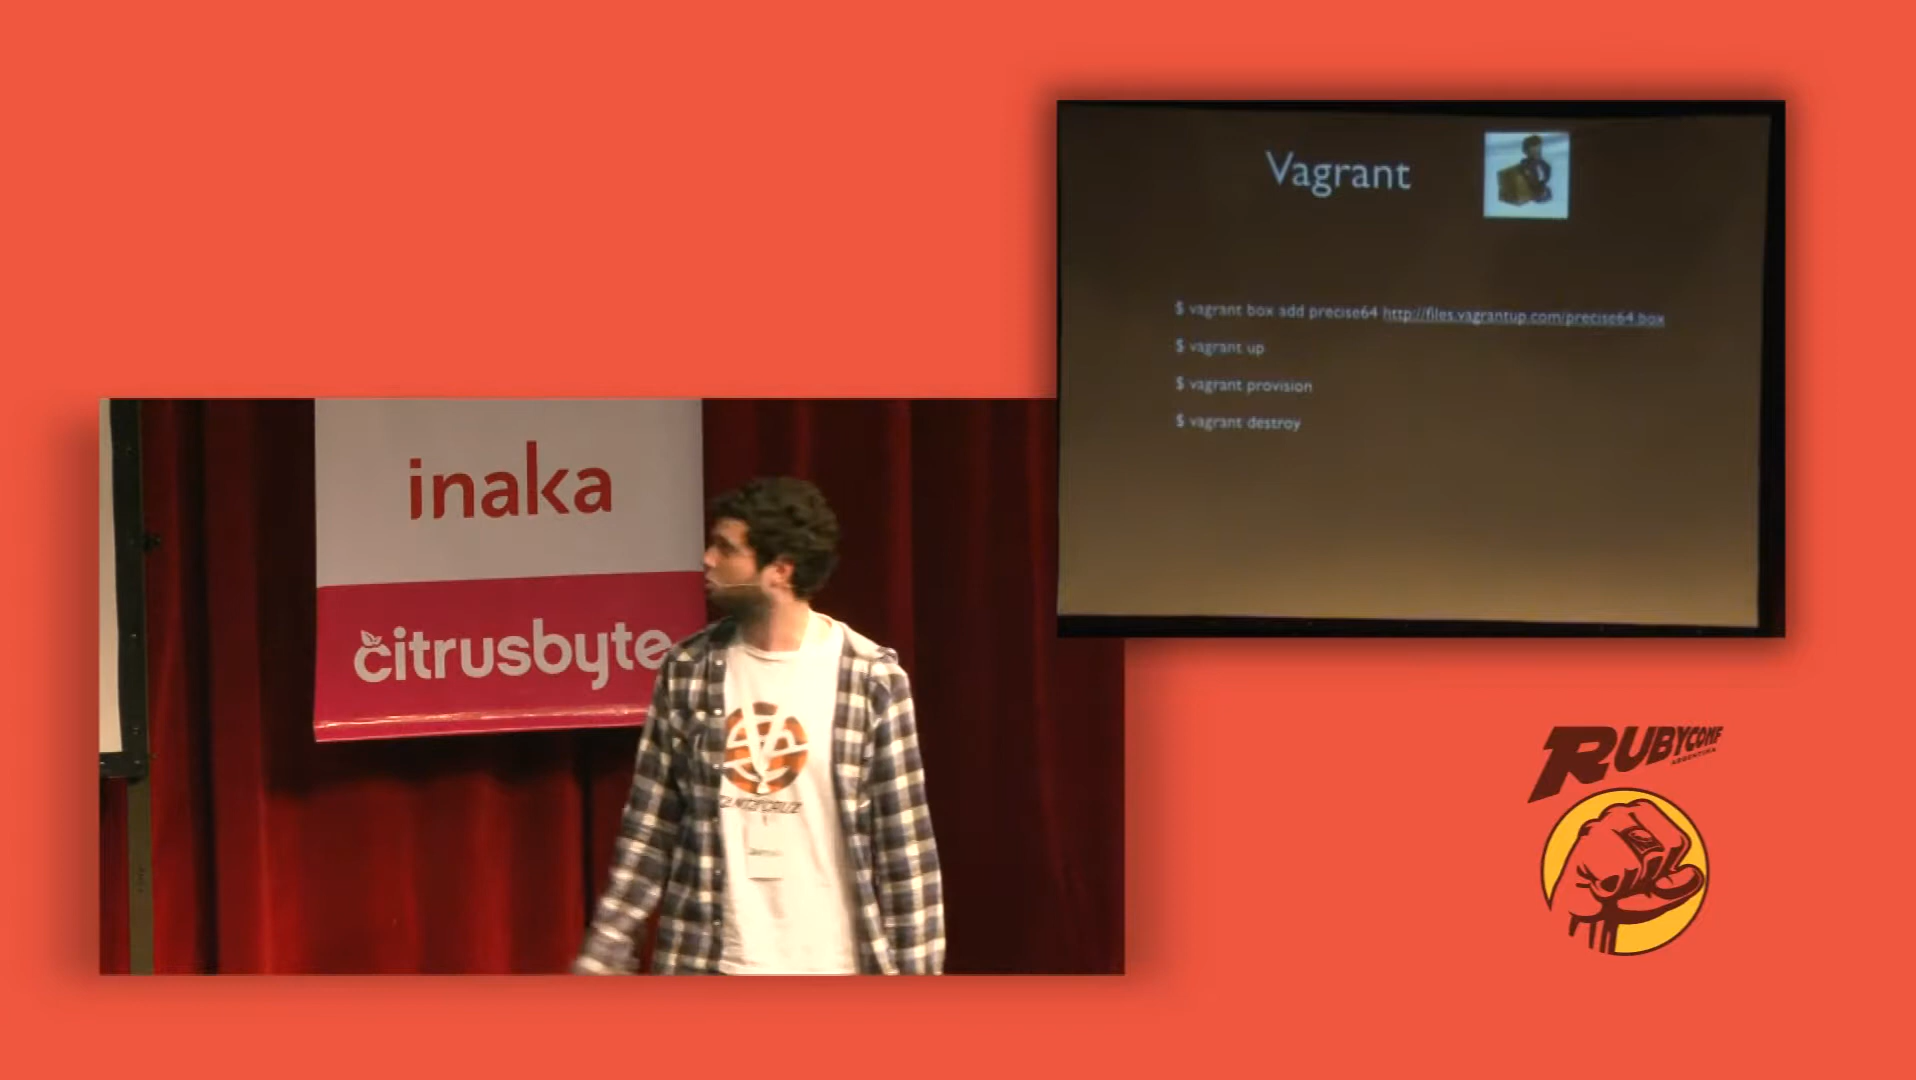 Vagrant
$ vagrant box add precise64 http://files.vagrantup.com/precise64.box
$ vagrant up
$ vagrant provision
$ vagrant destroy
inaka
citrusbyte
RUBYCONF
ARGENTINA